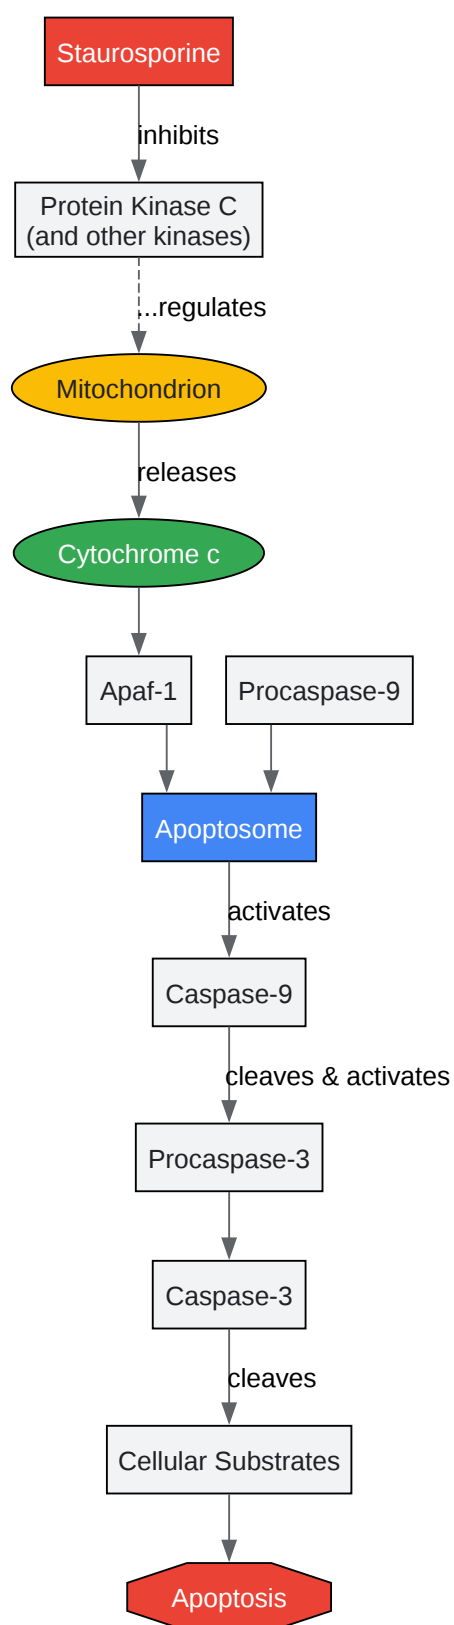 Staurosporine
inhibits
Protein Kinase C
(and other kinases)
...regulates
Mitochondrion
releases
Cytochrome c
Apaf-1
Procaspase-9
Apoptosome
activates
Caspase-9
cleaves & activates
Procaspase-3
Caspase-3
cleaves
Cellular Substrates
Apoptosis